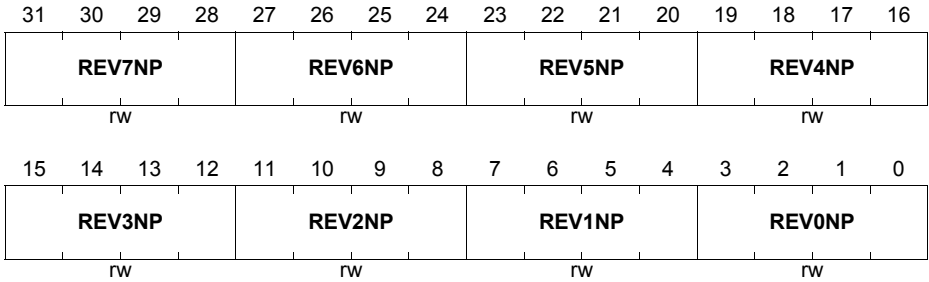 31 30 29 28 27 26 25 24 23 22 21 20 19 18 17 16
REV7NP REV6NP REV5NP REV4NP
rw rw rw rw
15 14 13 12 11 10 9 8 7 6 5 4 3 2 1 0
REV3NP REV2NP REV1NP REV0NP
rw rw rw rw